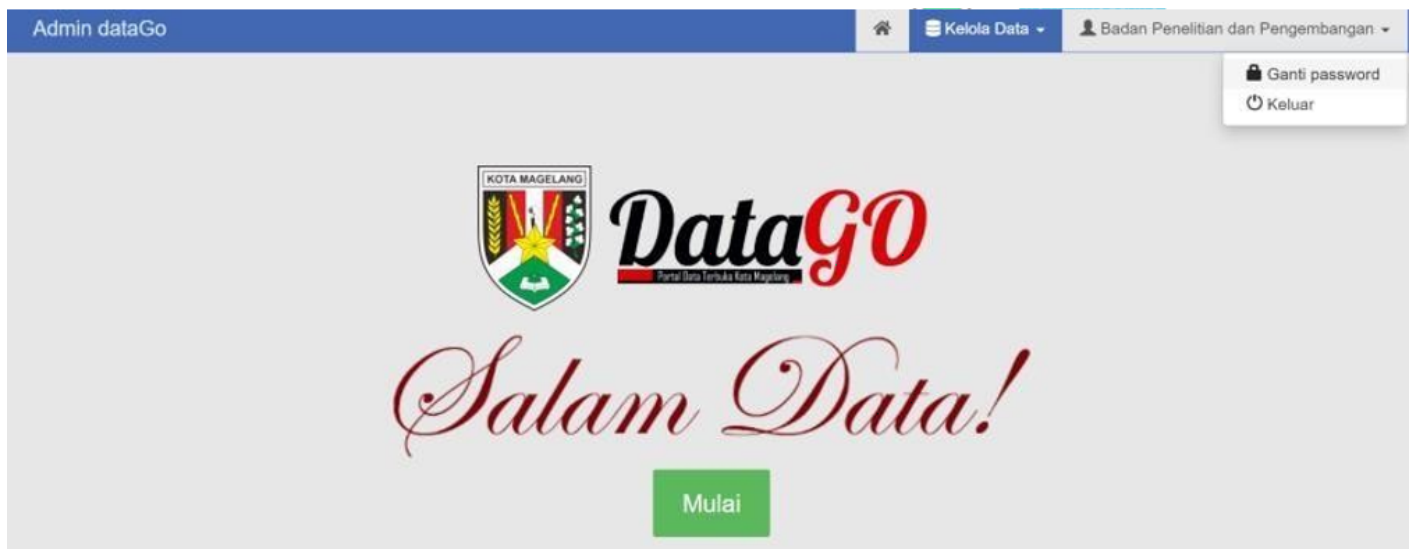 Admin dataGo
Kelola Data
Badan Penelitian dan Pengembangan
Ganti password
Keluar
KOTA MAGELANG
DataGO
Portal Data Terbuka Kota Magelang
Salam Data!
Mulai